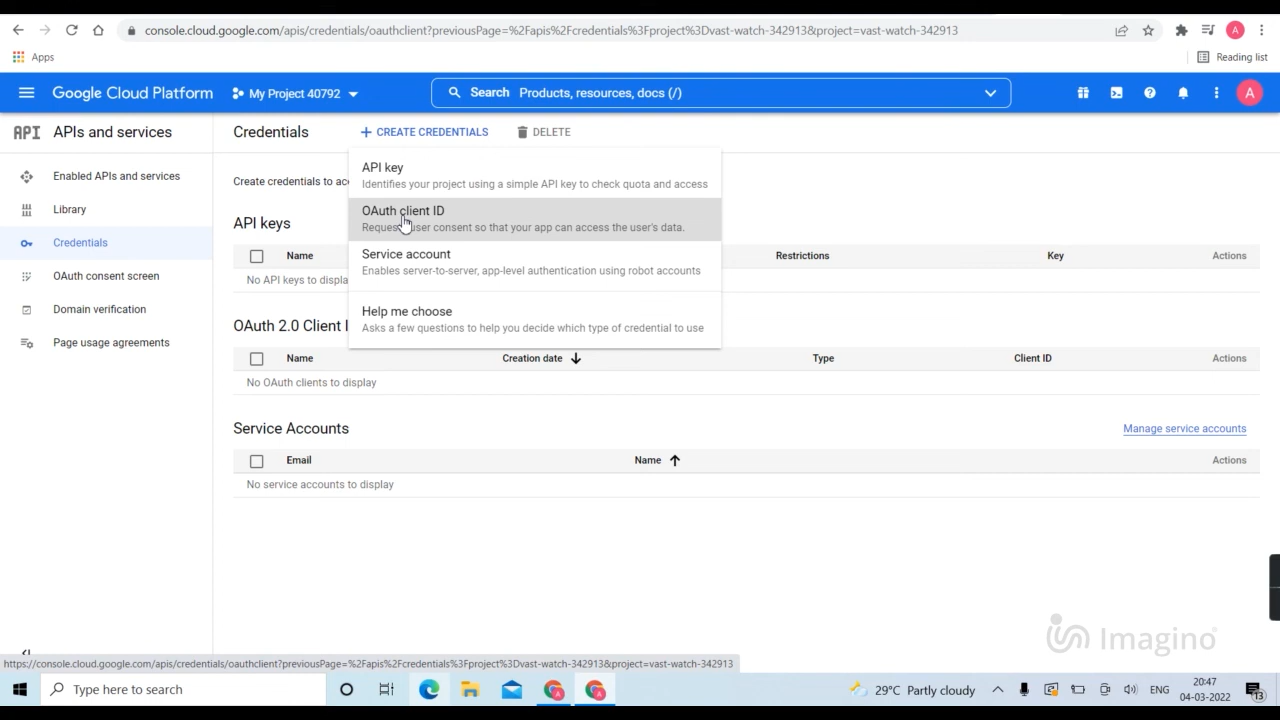 console.cloud.google.com/apis/credentials/oauthclient?previousPage=%2Fapis%2Fcredentials%3Fproject%3Dvast-watch-342913&project=vast-watch-342913
A
Apps
Reading list
Google Cloud Platform
My Project 40792
Search Products, resources, docs (/)
A
API APIs and services
Credentials
CREATE CREDENTIALS
DELETE
Enabled APIs and services
Library
Credentials
OAuth consent screen
Domain verification
Page usage agreements
Create credentials to acc
API key
Identifies your project using a simple API key to check quota and access
OAuth client ID
Request user consent so that your app can access the user's data.
Service account
Enables server-to-server, app-level authentication using robot accounts
Help me choose
Asks a few questions to help you decide which type of credential to use
API keys
Name Restrictions Key Actions
No API keys to displa
OAuth 2.0 Client I
Name Creation date Type Client ID Actions
No OAuth clients to display
Service Accounts
Manage service accounts
Email Name Actions
No service accounts to display
Imagino
https://console.cloud.google.com/apis/credentials/oauthclient?previousPage=%2Fapis%2Fcredentials%3Fproject%3Dvast-watch-342913&project=vast-watch-342913
Type here to search
29°C Partly cloudy
ENG
20:47
04-03-2022
13